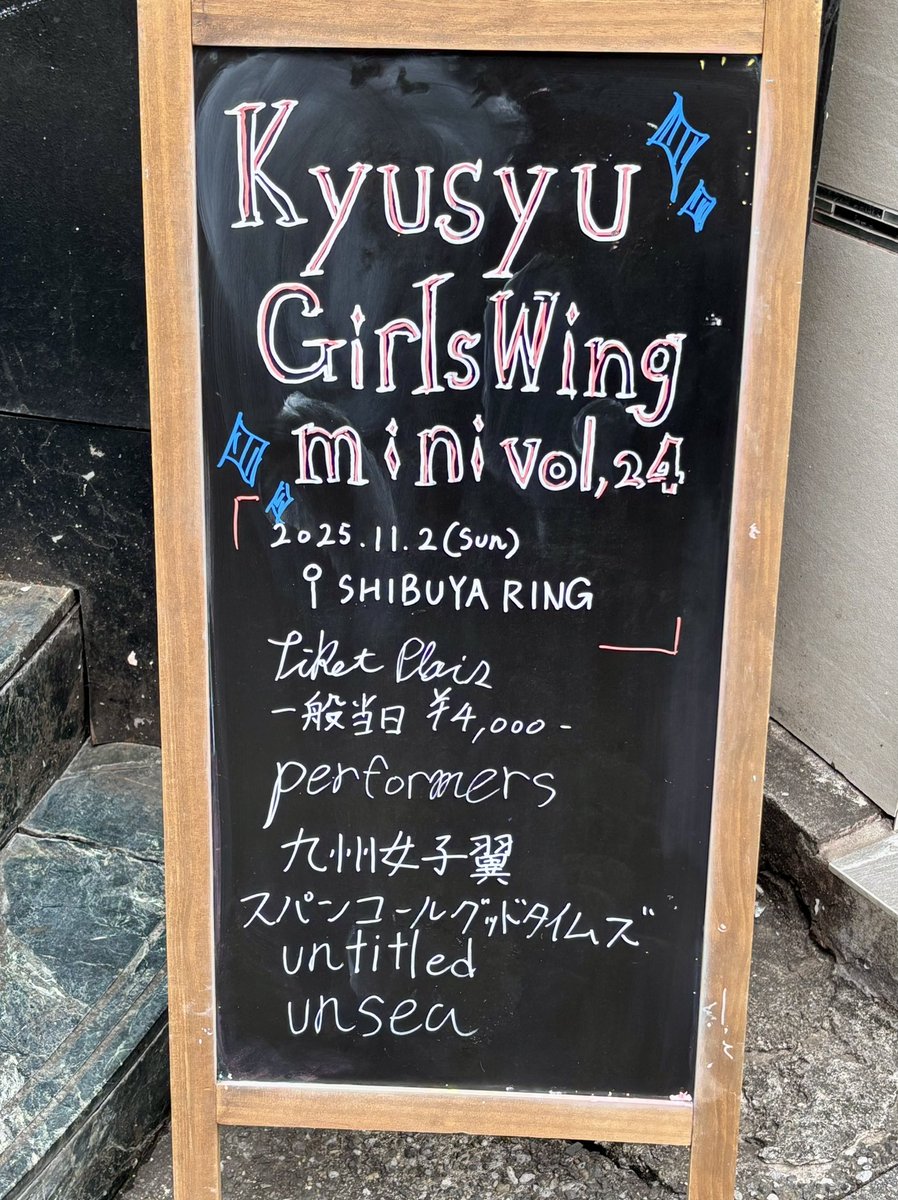 Kyusyu
GirlsWing
mini vol,24
2025.11.2(Sun)
SHIBUYA RING
tiket Plais
一般当日 ¥4,000-
performers
九州女子翼
スパンコールグッドタイムズ
untitled
unsea